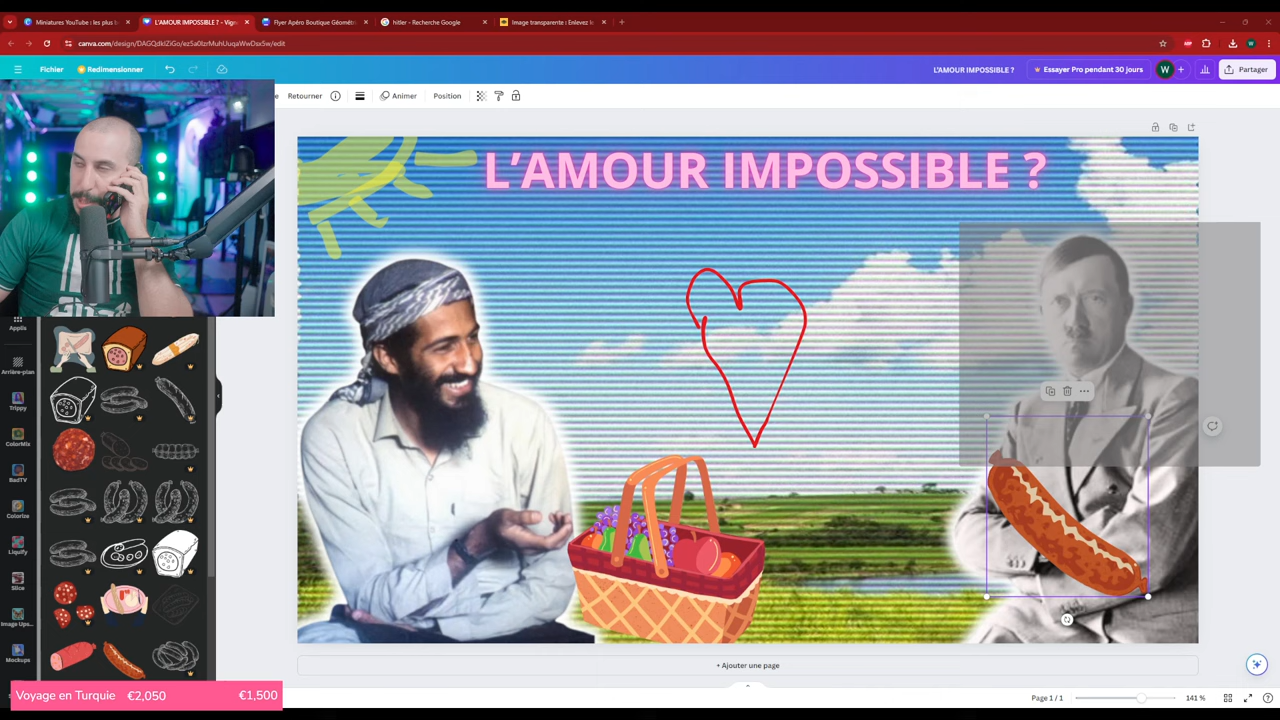 Miniatures YouTube : les plus b
L'AMOUR IMPOSSIBLE ? - Vign
Flyer Apéro Boutique Géométri
hitler - Recherche Google
Image transparente : Enlevez le
canva.com/design/DAGQdklZiGo/ez5a0lzrMuhUuqaWwDsx5w/edit
Fichier
Redimensionner
L'AMOUR IMPOSSIBLE ?
Essayer Pro pendant 30 jours
W
Partager
Retourner
Animer
Position
L'AMOUR IMPOSSIBLE ?
Applis
Arrière-plan
Trippy
ColorMix
BadTV
Colorize
Liquify
Slice
Image Ups...
Mockups
+ Ajouter une page
Voyage en Turquie €2,050 €1,500
Page 1 / 1
141 %